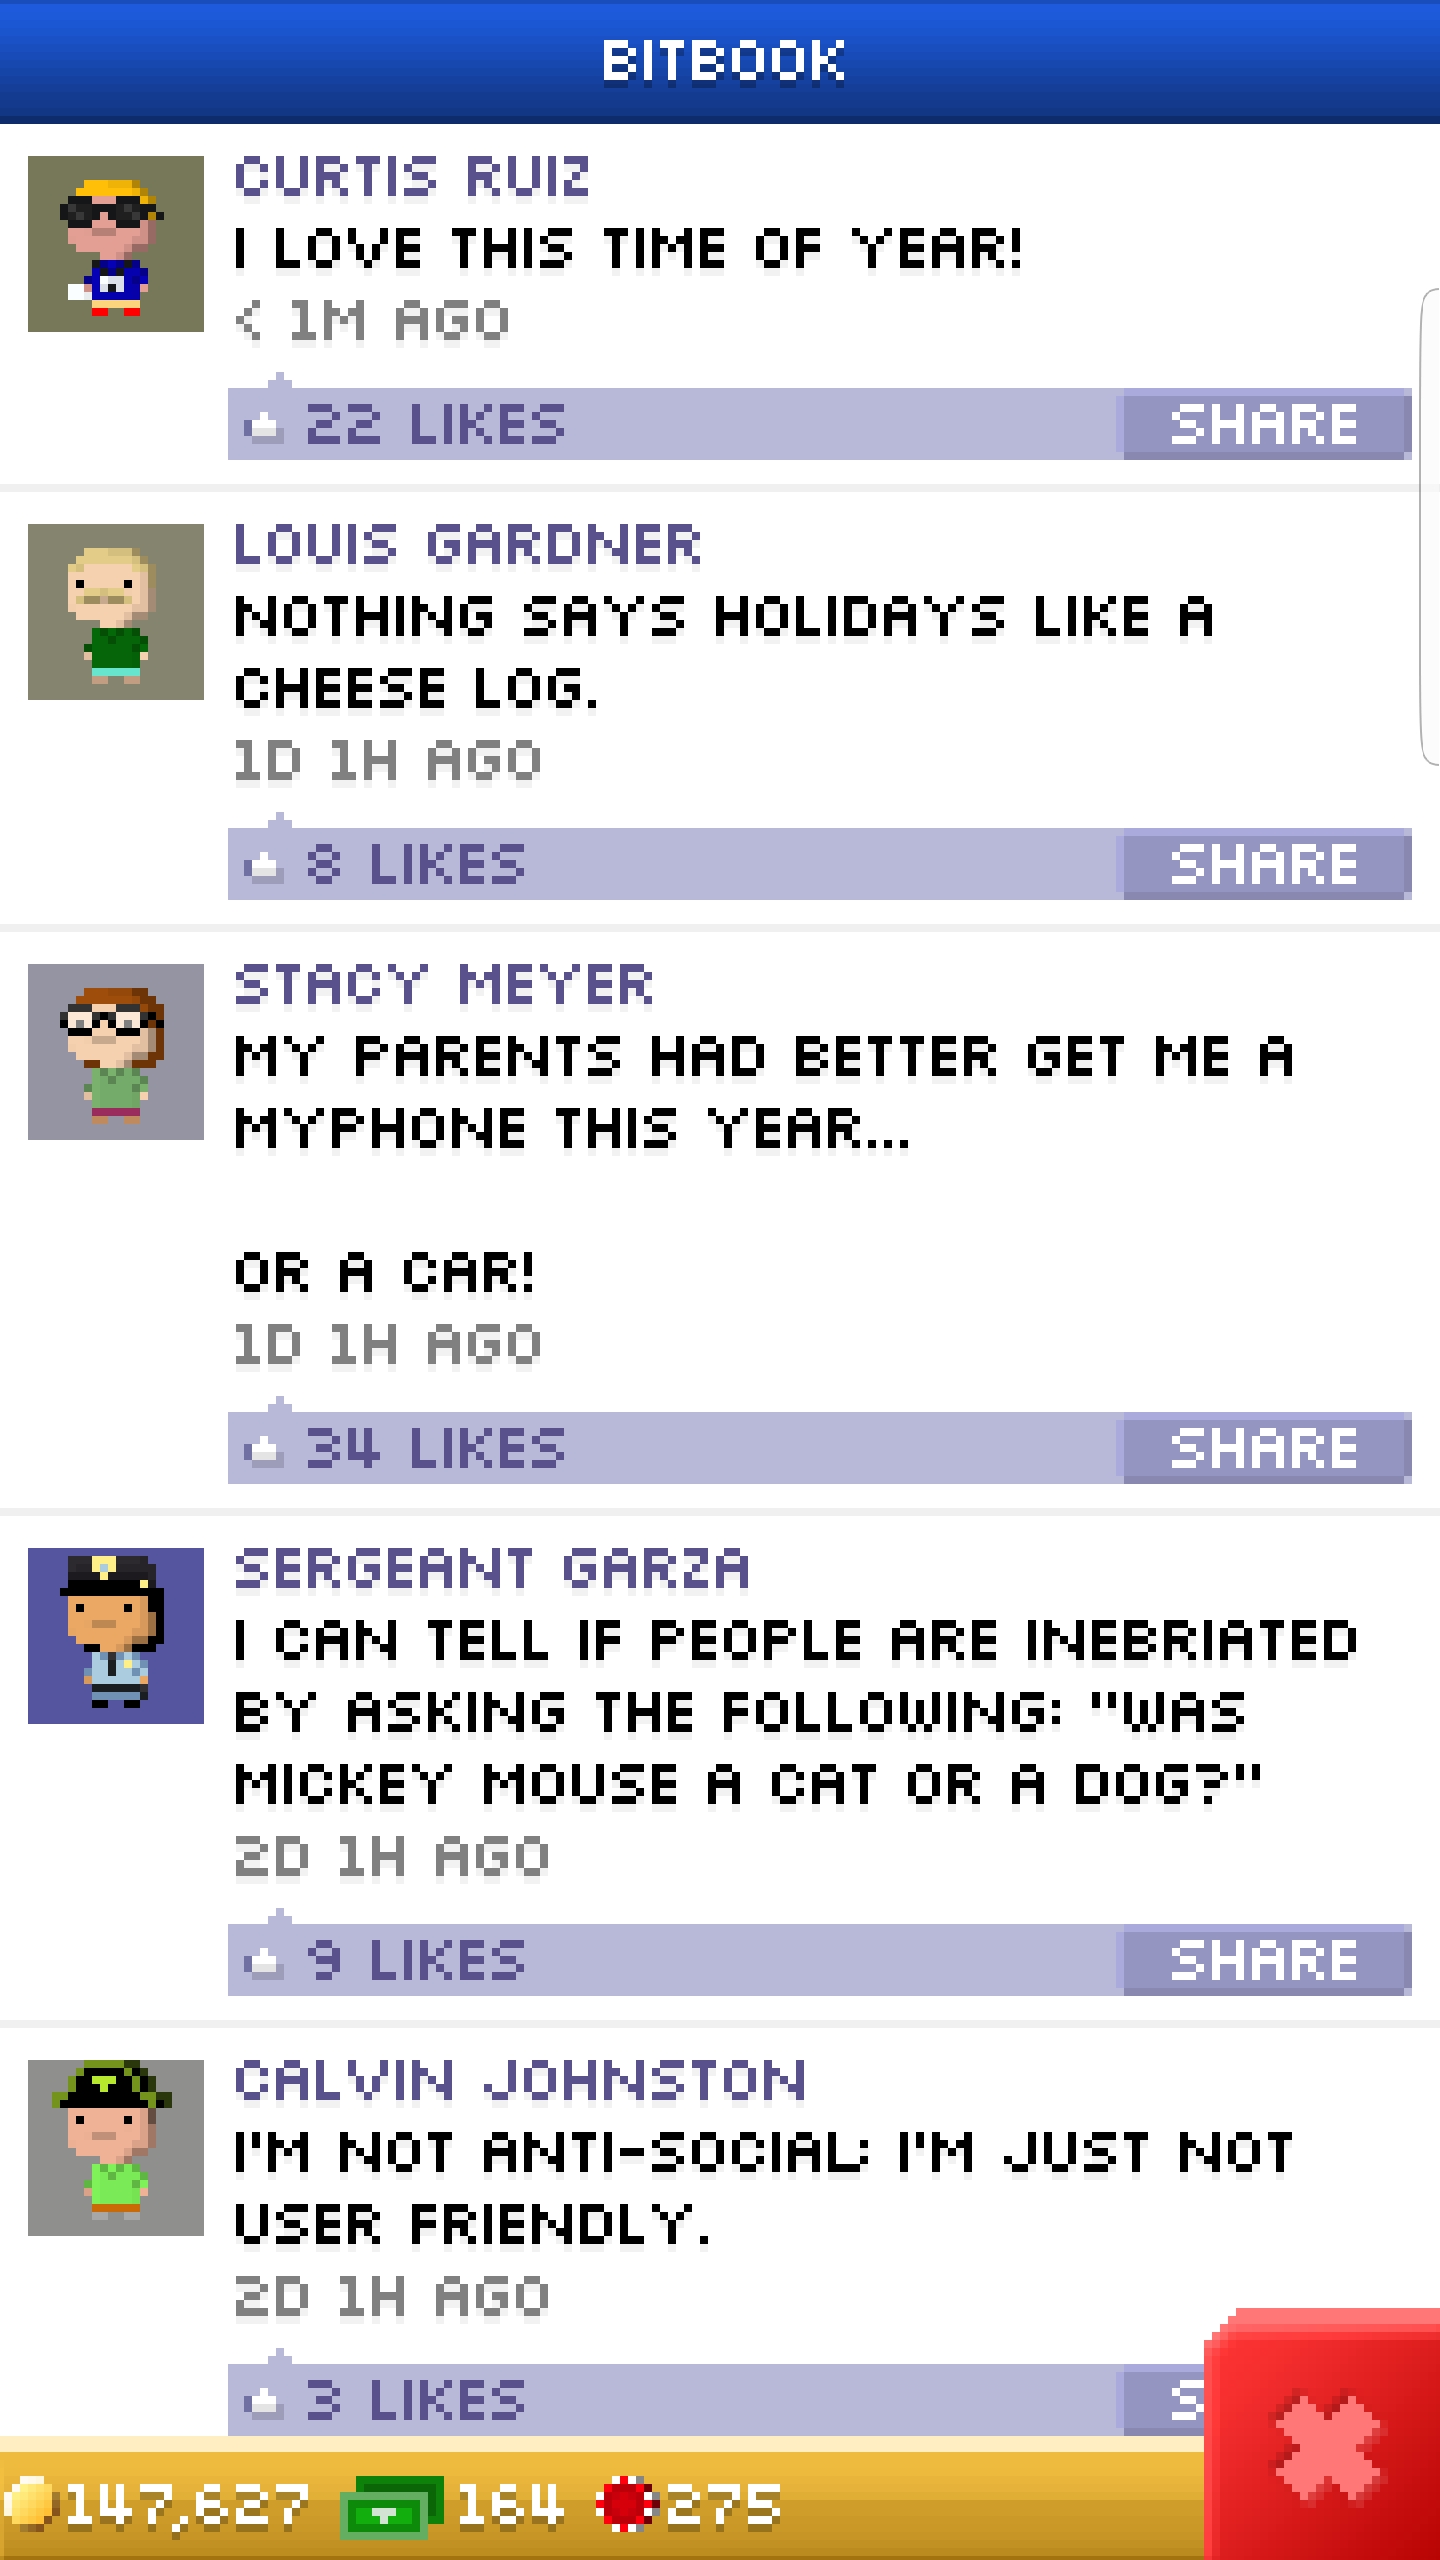 BITBOOK
CURTIS RUIZ
I LOVE THIS TIME OF YEAR!
< 1M AGO
22 LIKES
SHARE
LOUIS GARDNER
NOTHING SAYS HOLIDAYS LIKE A
CHEESE LOG.
1D 1H AGO
8 LIKES
SHARE
STACY MEYER
MY PARENTS HAD BETTER GET ME A
MYPHONE THIS YEAR...
OR A CAR!
1D 1H AGO
34 LIKES
SHARE
SERGEANT GARZA
I CAN TELL IF PEOPLE ARE INEBRIATED
BY ASKING THE FOLLOWING: "WAS
MICKEY MOUSE A CAT OR A DOG?"
2D 1H AGO
9 LIKES
SHARE
CALVIN JOHNSTON
I'M NOT ANTI-SOCIAL; I'M JUST NOT
USER FRIENDLY.
2D 1H AGO
3 LIKES
147,627 164 275